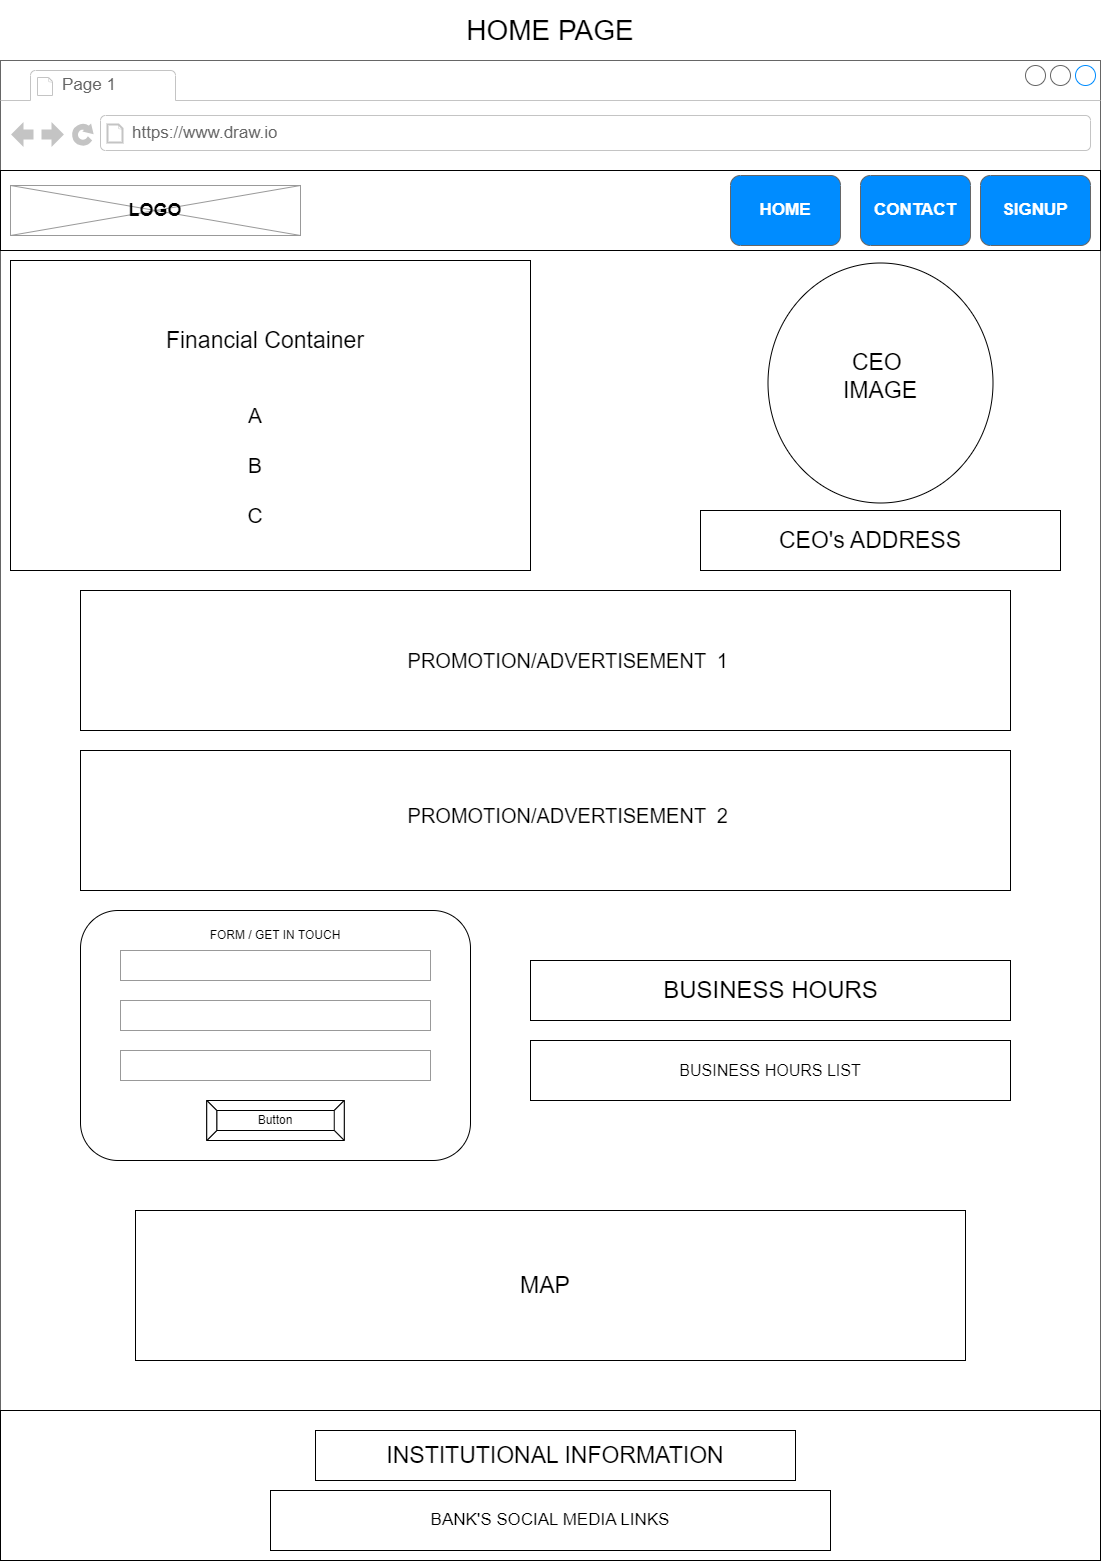 HOME PAGE
Page 1
https://www.draw.io
LOGO
HOME
CONTACT
SIGNUP
Financial Container
A
B
C
CEO
IMAGE
CEO's ADDRESS
PROMOTION/ADVERTISEMENT 1
PROMOTION/ADVERTISEMENT 2
FORM / GET IN TOUCH
Button
BUSINESS HOURS
BUSINESS HOURS LIST
MAP
INSTITUTIONAL INFORMATION
BANK'S SOCIAL MEDIA LINKS